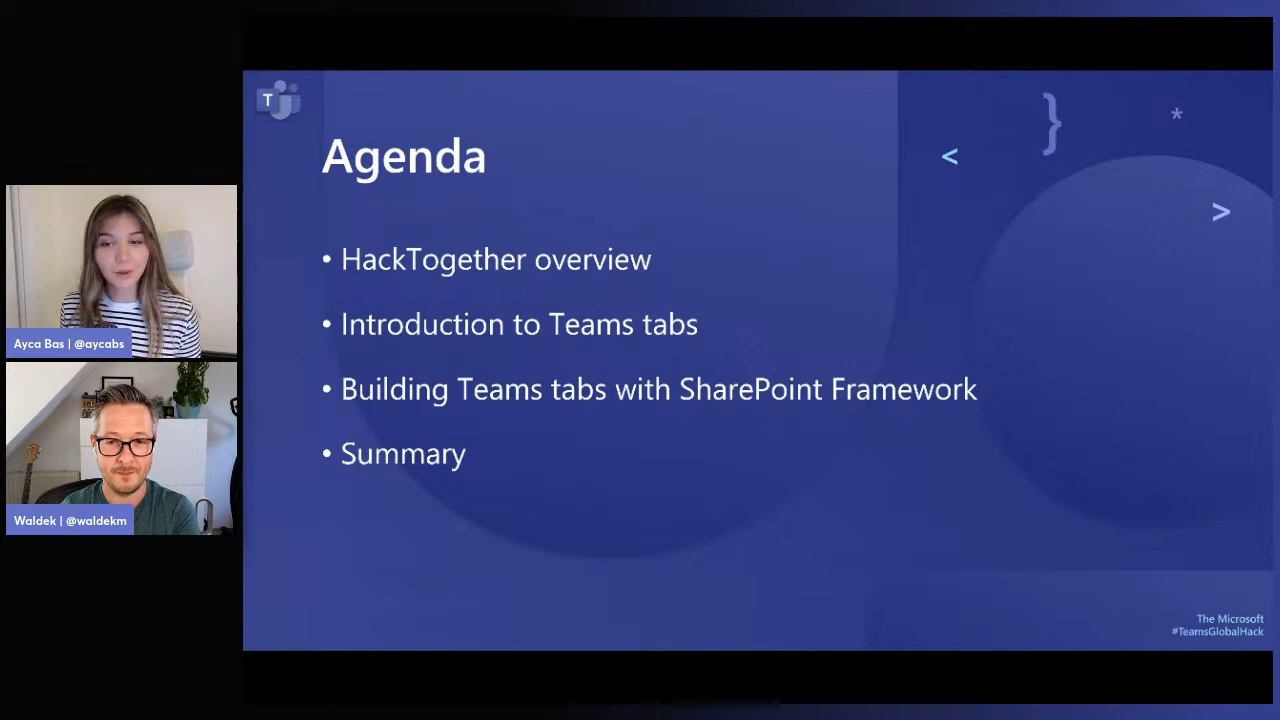 T
Agenda
}
*
<
>
• HackTogether overview
• Introduction to Teams tabs
• Building Teams tabs with SharePoint Framework
• Summary
Ayca Bas | @aycabs
Waldek | @waldekm
The Microsoft
#TeamsGlobalHack